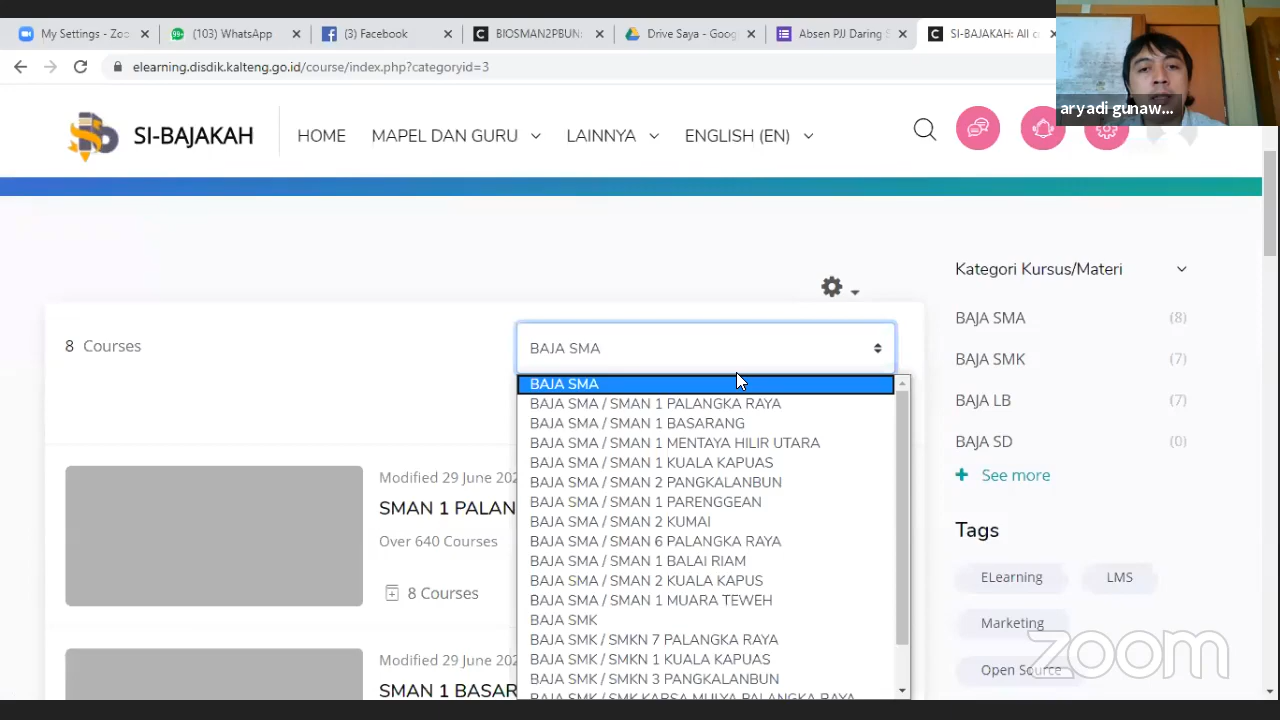 My Settings - Zoo
(103) WhatsApp
(3) Facebook
BIOSMAN2PBUN:
Drive Saya - Goog
Absen PJJ Daring S
SI-BAJAKAH: All c
elearning.disdik.kalteng.go.id/course/index.php?categoryid=3
aryadi gunaw...
SI-BAJAKAH
HOME
MAPEL DAN GURU
LAINNYA
ENGLISH (EN)
8 Courses
BAJA SMA
BAJA SMA
BAJA SMA / SMAN 1 PALANGKA RAYA
BAJA SMA / SMAN 1 BASARANG
BAJA SMA / SMAN 1 MENTAYA HILIR UTARA
BAJA SMA / SMAN 1 KUALA KAPUAS
BAJA SMA / SMAN 2 PANGKALANBUN
BAJA SMA / SMAN 1 PARENGGEAN
BAJA SMA / SMAN 2 KUMAI
BAJA SMA / SMAN 6 PALANGKA RAYA
BAJA SMA / SMAN 1 BALAI RIAM
BAJA SMA / SMAN 2 KUALA KAPUS
BAJA SMA / SMAN 1 MUARA TEWEH
BAJA SMK
BAJA SMK / SMKN 7 PALANGKA RAYA
BAJA SMK / SMKN 1 KUALA KAPUAS
BAJA SMK / SMKN 3 PANGKALANBUN
BAJA SMK / SMK KARSA MULYA PALANGKA RAYA
Modified 29 June 202
SMAN 1 PALAN
Over 640 Courses
8 Courses
Modified 29 June 202
SMAN 1 BASAR
Kategori Kursus/Materi
BAJA SMA (8)
BAJA SMK (7)
BAJA LB (7)
BAJA SD (0)
See more
Tags
ELearning
LMS
Marketing
Open Source
zoom